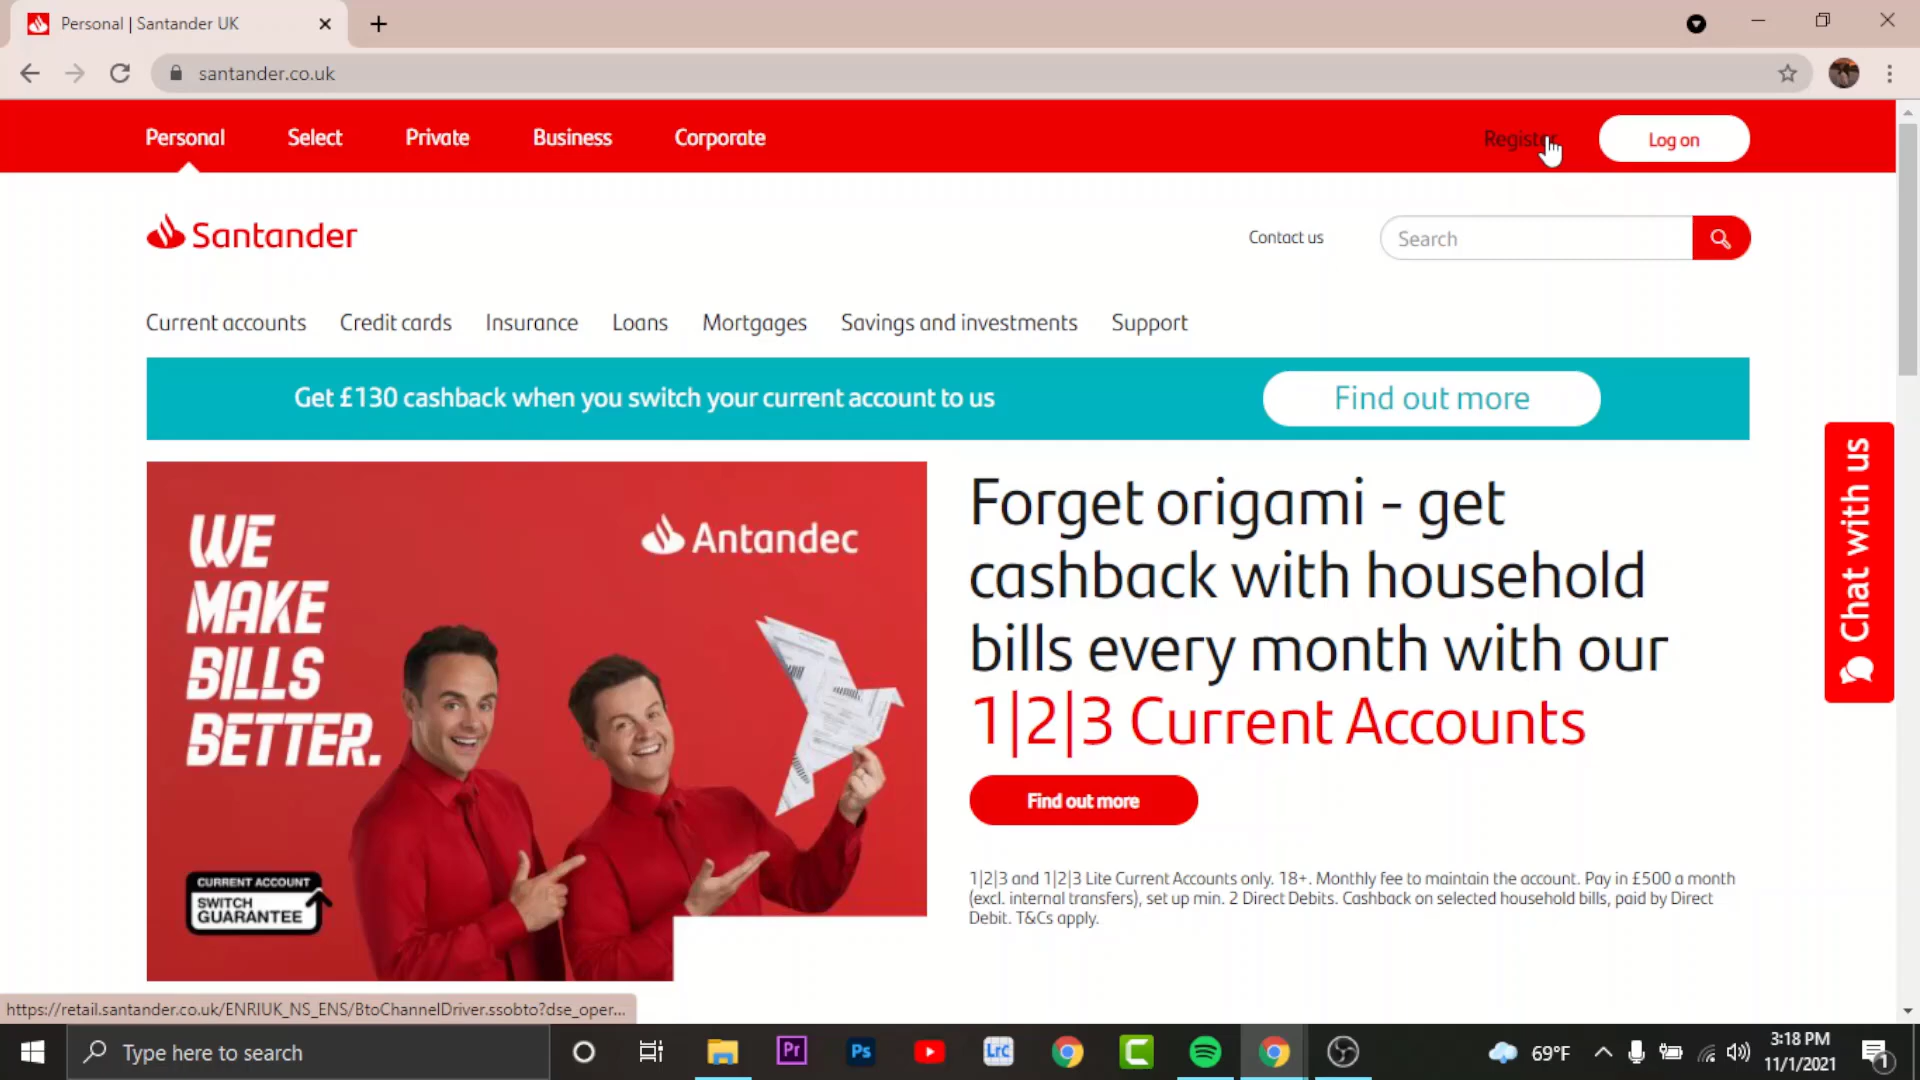 Personal | Santander UK
santander.co.uk
Personal Select Private Business Corporate Register Log on
Santander
Contact us
Search
Current accounts Credit cards Insurance Loans Mortgages Savings and investments Support
Get £130 cashback when you switch your current account to us
Find out more
WE
MAKE
BILLS
BETTER.
Antandec
CURRENT ACCOUNT
SWITCH
GUARANTEE
Forget origami - get
cashback with household
bills every month with our
1|2|3 Current Accounts
Find out more
1|2|3 and 1|2|3 Lite Current Accounts only. 18+. Monthly fee to maintain the account. Pay in £500 a month
(excl. internal transfers), set up min. 2 Direct Debits. Cashback on selected household bills, paid by Direct
Debit. T&Cs apply.
Chat with us
https://retail.santander.co.uk/ENRIUK_NS_ENS/BtoChannelDriver.ssobto?dse_oper...
Type here to search
Pr
Ps
LrC
C
69°F
3:18 PM
11/1/2021
1